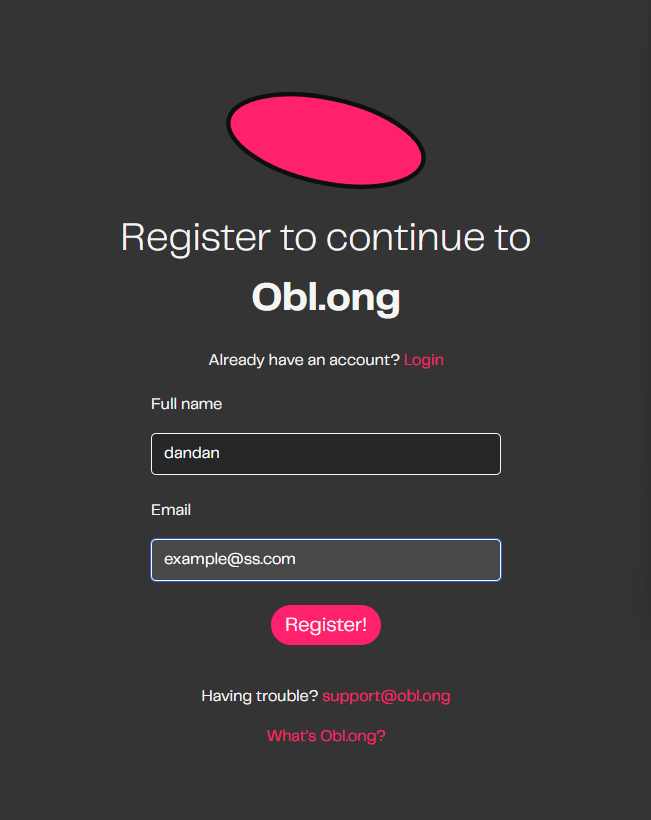 Register to continue to
Obl.ong
Already have an account? Login
Full name
dandan
Email
example@ss.com
Register!
Having trouble? support@obl.ong
What's Obl.ong?